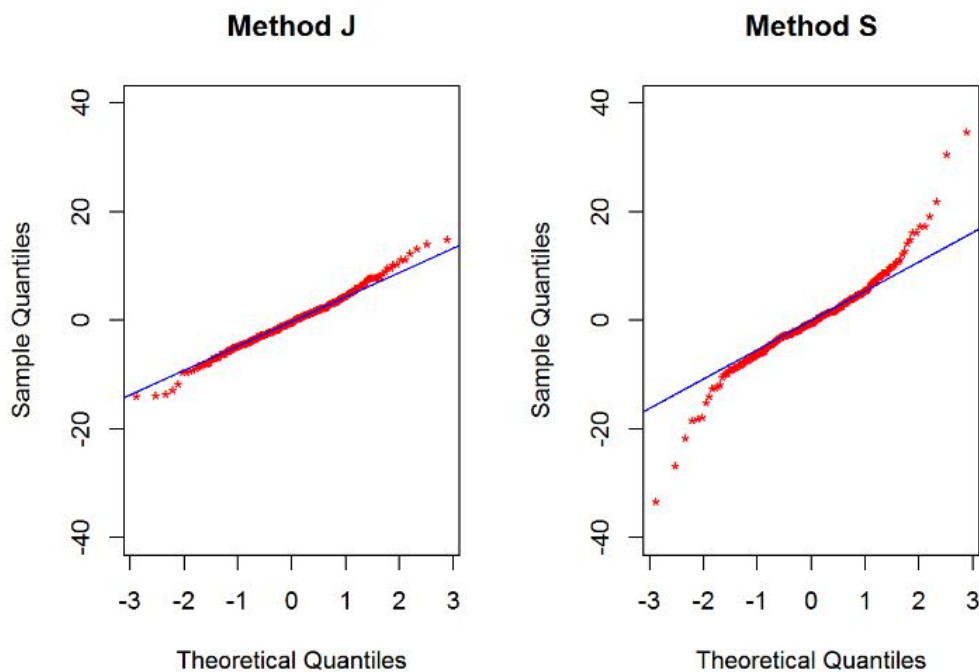 Method J
Sample Quantiles
40
20
0
-20
-40
-3 -2 -1 0 1 2 3
Theoretical Quantiles
Method S
Sample Quantiles
40
20
0
-20
-40
-3 -2 -1 0 1 2 3
Theoretical Quantiles